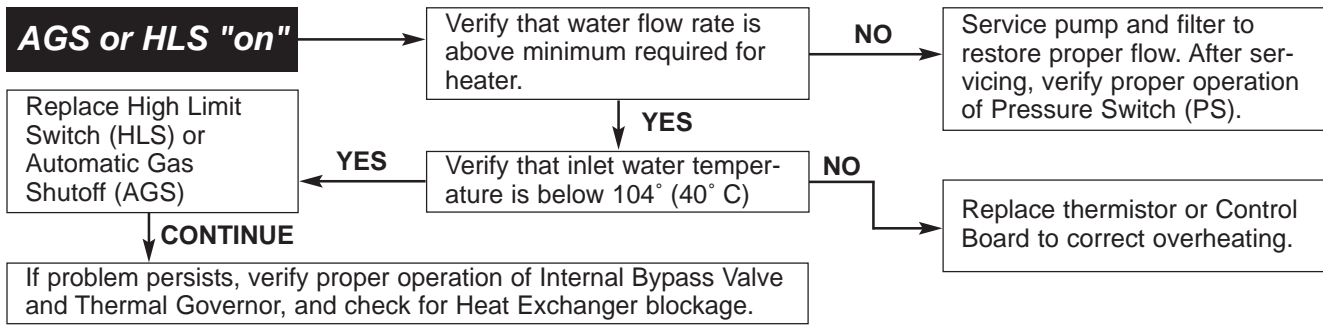 AGS or HLS "on"
Verify that water flow rate is
above minimum required for
heater.
NO
Service pump and filter to
restore proper flow. After ser-
vicing, verify proper operation
of Pressure Switch (PS).
YES
Verify that inlet water temper-
ature is below 104˚ (40˚ C)
NO
Replace thermistor or Control
Board to correct overheating.
YES
Replace High Limit
Switch (HLS) or
Automatic Gas
Shutoff (AGS)
CONTINUE
If problem persists, verify proper operation of Internal Bypass Valve
and Thermal Governor, and check for Heat Exchanger blockage.